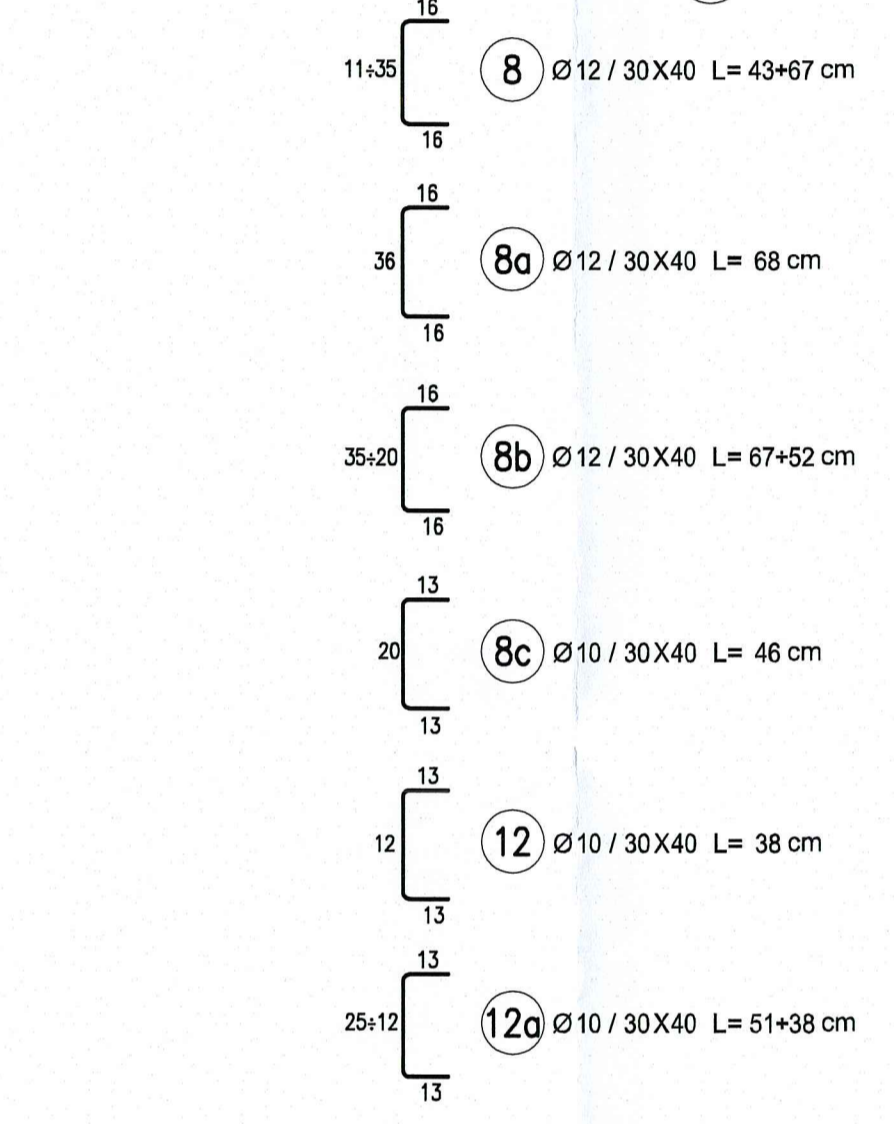 16
11÷35 8 Ø12 / 30X40 L= 43÷67 cm
16
16
36 8a Ø12 / 30X40 L= 68 cm
16
16
35÷20 8b Ø12 / 30X40 L= 67÷52 cm
16
13
20 8c Ø10 / 30X40 L= 46 cm
13
13
12 12 Ø10 / 30X40 L= 38 cm
13
13
25÷12 12a Ø10 / 30X40 L= 51÷38 cm
13